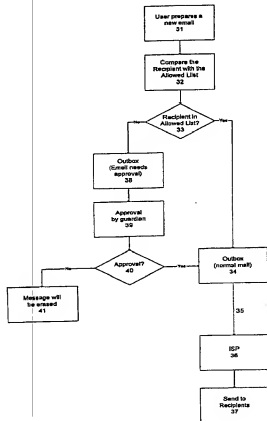 User prepares a
new email
31
Compare the
Recipient with the
Allowed List
32
Recipient in
Allowed List?
33
No
Yes
Outbox
(Email needs
approval)
38
Approval
by guardian
39
Approval?
40
No
Yes
Outbox
(normal mail)
34
Message will
be erased
41
35
ISP
36
Send to
Recipients
37